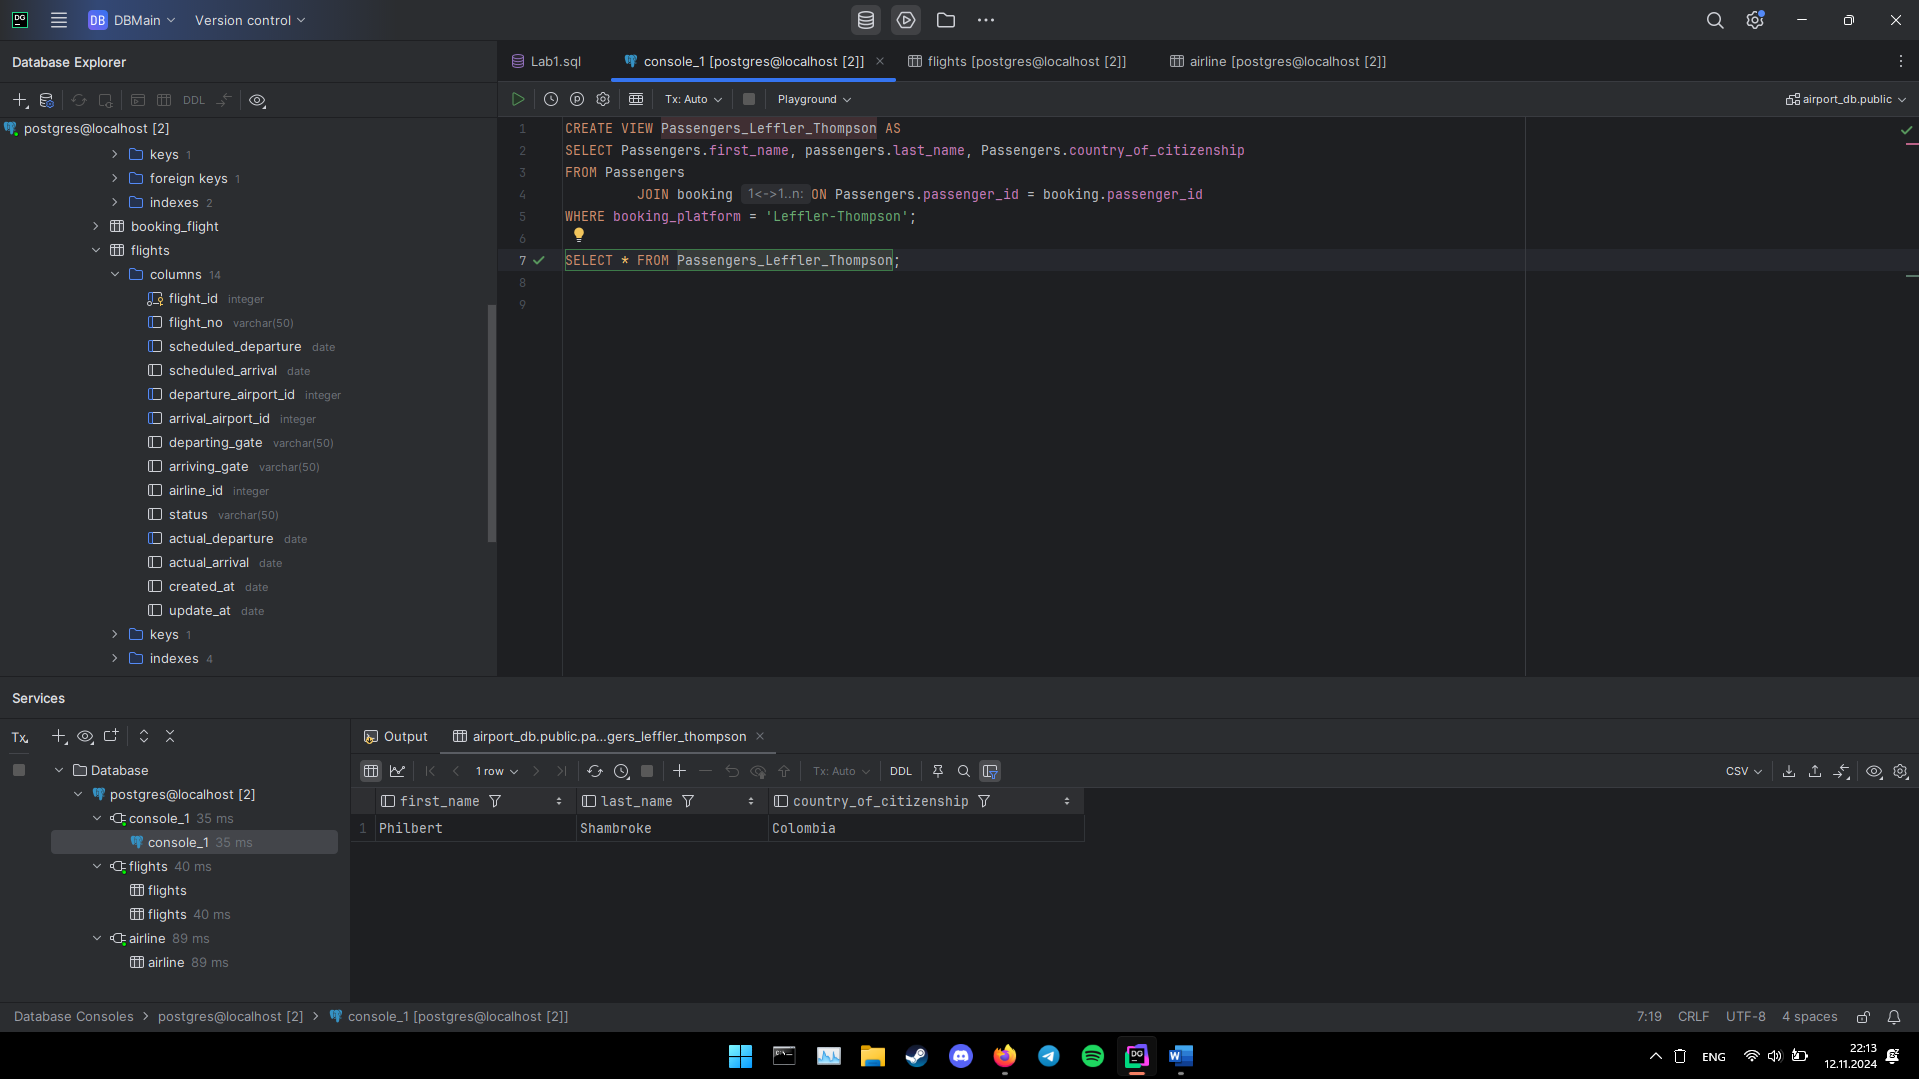 DG DB DBMain Version control
Database Explorer
Lab1.sql console_1 [postgres@localhost [2]] flights [postgres@localhost [2]] airline [postgres@localhost [2]]
DDL
Tx: Auto Playground airport_db.public
postgres@localhost [2]
keys 1
foreign keys 1
indexes 2
booking_flight
flights
columns 14
flight_id integer
flight_no varchar(50)
scheduled_departure date
scheduled_arrival date
departure_airport_id integer
arrival_airport_id integer
departing_gate varchar(50)
arriving_gate varchar(50)
airline_id integer
status varchar(50)
actual_departure date
actual_arrival date
created_at date
update_at date
keys 1
indexes 4
1 CREATE VIEW Passengers_Leffler_Thompson AS
2 SELECT Passengers.first_name, passengers.last_name, Passengers.country_of_citizenship
3 FROM Passengers
4 JOIN booking 1<->1..n: ON Passengers.passenger_id = booking.passenger_id
5 WHERE booking_platform = 'Leffler-Thompson';
6
7 SELECT * FROM Passengers_Leffler_Thompson;
8
9
Services
Tx
Database
postgres@localhost [2]
console_1 35 ms
console_1 35 ms
flights 40 ms
flights
flights 40 ms
airline 89 ms
airline 89 ms
Output airport_db.public.pa...gers_leffler_thompson
1 row Tx: Auto DDL CSV
first_name last_name country_of_citizenship
1 Philbert Shambroke Colombia
Database Consoles > postgres@localhost [2] > console_1 [postgres@localhost [2]]
7:19 CRLF UTF-8 4 spaces
ENG
22:13
12.11.2024